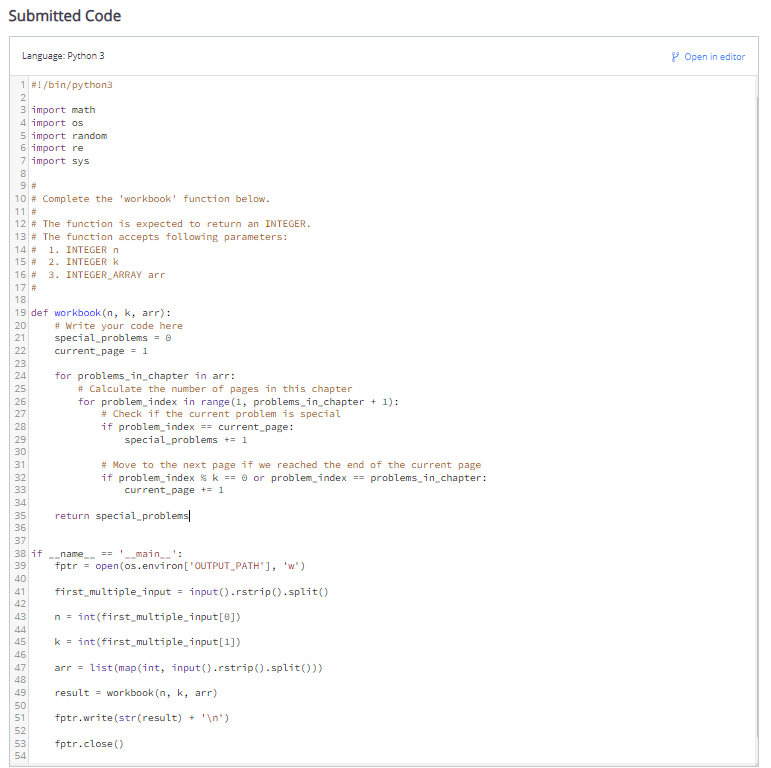 Submitted Code
Language: Python 3
Open in editor
1 #!/bin/python3
2
3 import math
4 import os
5 import random
6 import re
7 import sys
8
9 #
10 # Complete the 'workbook' function below.
11 #
12 # The function is expected to return an INTEGER.
13 # The function accepts following parameters:
14 #  1. INTEGER n
15 #  2. INTEGER k
16 #  3. INTEGER_ARRAY arr
17 #
18
19 def workbook(n, k, arr):
20     # Write your code here
21     special_problems = 0
22     current_page = 1
23
24     for problems_in_chapter in arr:
25         # Calculate the number of pages in this chapter
26         for problem_index in range(1, problems_in_chapter + 1):
27             # Check if the current problem is special
28             if problem_index == current_page:
29                 special_problems += 1
30
31             # Move to the next page if we reached the end of the current page
32             if problem_index % k == 0 or problem_index == problems_in_chapter:
33                 current_page += 1
34
35     return special_problems
36
37
38 if __name__ == '__main__':
39     fptr = open(os.environ['OUTPUT_PATH'], 'w')
40
41     first_multiple_input = input().rstrip().split()
42
43     n = int(first_multiple_input[0])
44
45     k = int(first_multiple_input[1])
46
47     arr = list(map(int, input().rstrip().split()))
48
49     result = workbook(n, k, arr)
50
51     fptr.write(str(result) + '\n')
52
53     fptr.close()
54